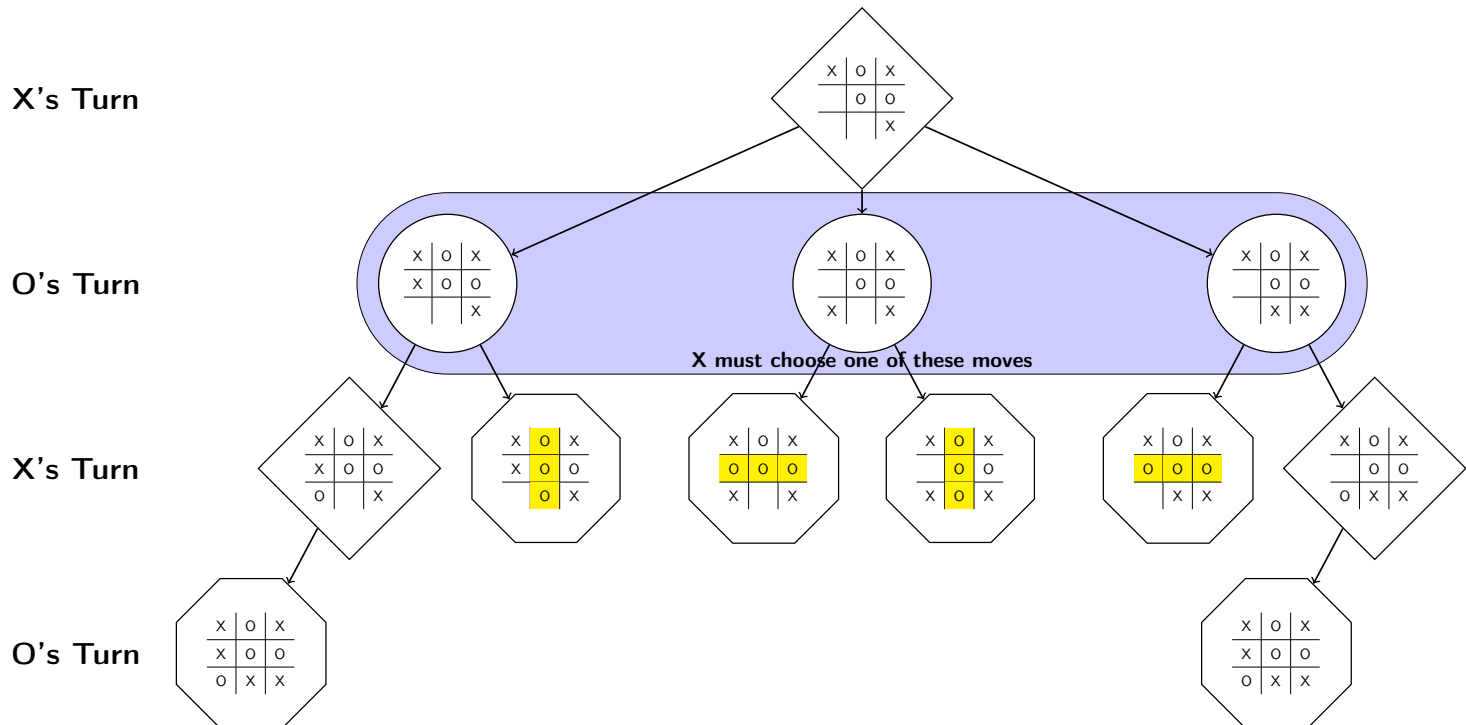 X's Turn
X O X
O O
X
O's Turn
X O X
X O O
X
X O X
O O
X X
X O X
O O
X X
X must choose one of these moves
X's Turn
X O X
X O O
O X
X O X
X O O
O X
X O X
O O O
X X
X O X
O O
X O X
X O X
O O O
X X
X O X
O O
O X X
O's Turn
X O X
X O O
O X X
X O X
X O O
O X X